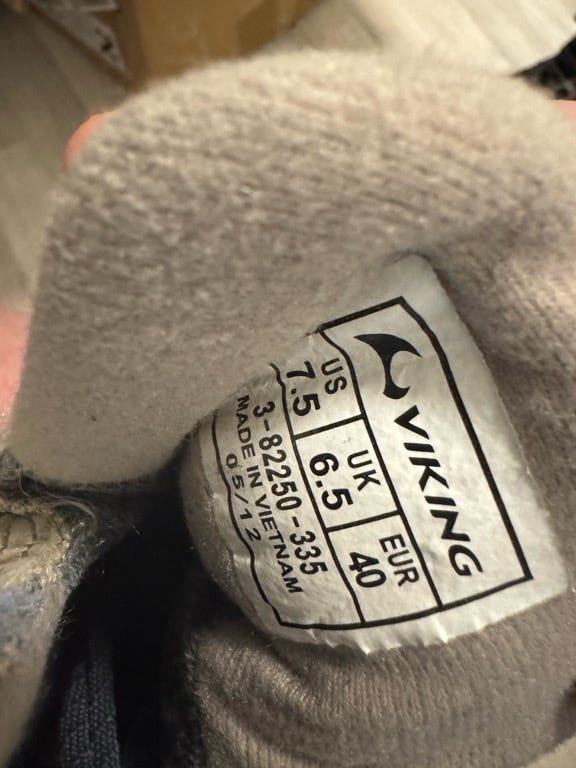 VIKING
US UK EUR
7.5 6.5 40
3-82250-335
MADE IN VIETNAM
05/12